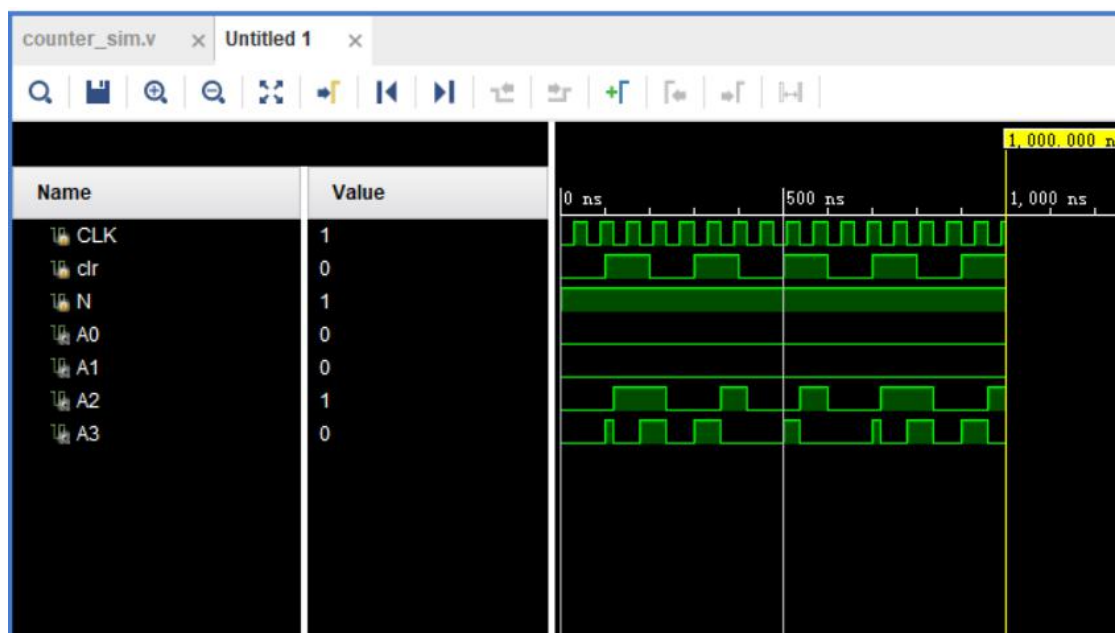 counter_sim.v × Untitled 1 ×
1,000.000 n
Name Value
0 ns 500 ns 1,000 ns
CLK 1
clr 0
N 1
A0 0
A1 0
A2 1
A3 0